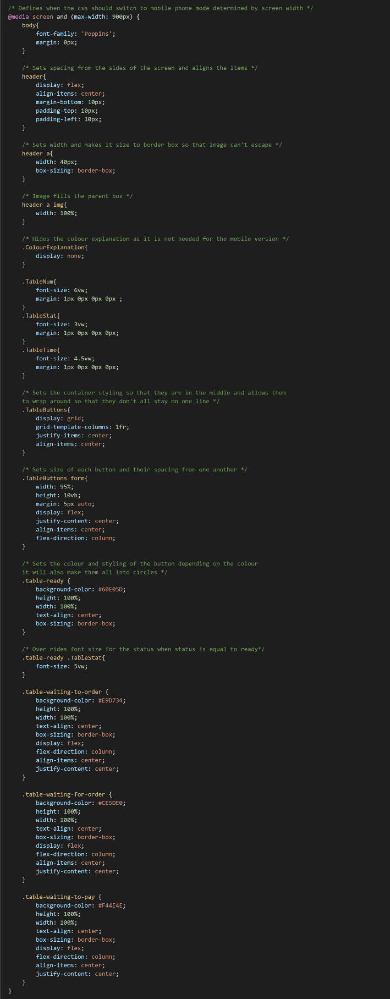 /* Defines when the css should switch to mobile phone mode determined by screen width */
@media screen and (max-width: 900px) {
    body{
        font-family: 'Poppins';
        margin: 0px;
    }

    /* Sets spacing from the sides of the screen and aligns the items */
    header{
        display: flex;
        align-items: center;
        margin-bottom: 10px;
        padding-top: 10px;
        padding-left: 10px;
    }

    /* Sets width and makes it size to border box so that image can't escape */
    header a{
        width: 40px;
        box-sizing: border-box;
    }

    /* Image fills the parent box */
    header a img{
        width: 100%;
    }

    /* Hides the colour explanation as it is not needed for the mobile version */
    .ColourExplanation{
        display: none;
    }

    .TableNum{
        font-size: 6vw;
        margin: 1px 0px 0px 0px ;
    }
    .TableStat{
        font-size: 3vw;
        margin: 1px 0px 0px 0px;
    }
    .TableTime{
        font-size: 4.5vw;
        margin: 1px 0px 0px 0px;
    }

    /* Sets the container styling so that they are in the middle and allows them
    to wrap around so that they don't all stay on one line */
    .TableButtons{
        display: grid;
        grid-template-columns: 1fr;
        justify-items: center;
        align-items: center;
    }

    /* Sets size of each button and their spacing from one another */
    .TableButtons form{
        width: 95%;
        height: 10vh;
        margin: 5px auto;
        display: flex;
        justify-content: center;
        align-items: center;
        flex-direction: column;
    }

    /* Sets the colour and styling of the button depending on the colour
    it will also make them all into circles */
    .table-ready {
        background-color: #60E05D;
        height: 100%;
        width: 100%;
        text-align: center;
        box-sizing: border-box;
    }

    /* Over rides font size for the status when status is equal to ready*/
    .table-ready .TableStat{
        font-size: 5vw;
    }

    .table-waiting-to-order {
        background-color: #E9D734;
        height: 100%;
        width: 100%;
        text-align: center;
        box-sizing: border-box;
        display: flex;
        flex-direction: column;
        align-items: center;
        justify-content: center;
    }

    .table-waiting-for-order {
        background-color: #CE5DE0;
        height: 100%;
        width: 100%;
        text-align: center;
        box-sizing: border-box;
        display: flex;
        flex-direction: column;
        align-items: center;
        justify-content: center;
    }

    .table-waiting-to-pay {
        background-color: #F44E4E;
        height: 100%;
        width: 100%;
        text-align: center;
        box-sizing: border-box;
        display: flex;
        flex-direction: column;
        align-items: center;
        justify-content: center;
    }
}